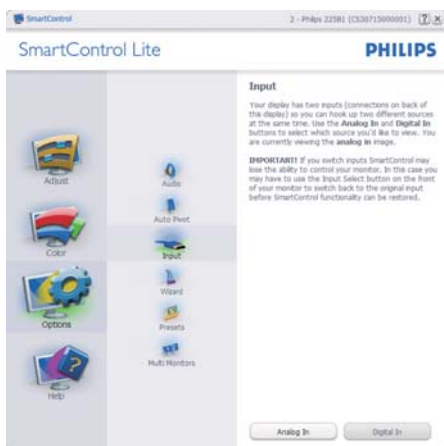 SmartControl
2 - Philips 225B1 (CS30715000001)
SmartControl Lite
PHILIPS
Adjust
Color
Options
Help
Audio
Auto Pivot
Input
Wizard
Presets
Multi Monitors
Input
Your display has two inputs (connections on back of
the display) so you can hook up two different sources
at the same time. Use the Analog In and Digital In
buttons to select which source you'd like to view. You
are currently viewing the analog in image.
IMPORTANT! If you switch inputs SmartControl may
lose the ability to control your monitor. In this case you
may have to use the Input Select button on the front
of your monitor to switch back to the original input
before SmartControl functionality can be restored.
Analog In
Digital In